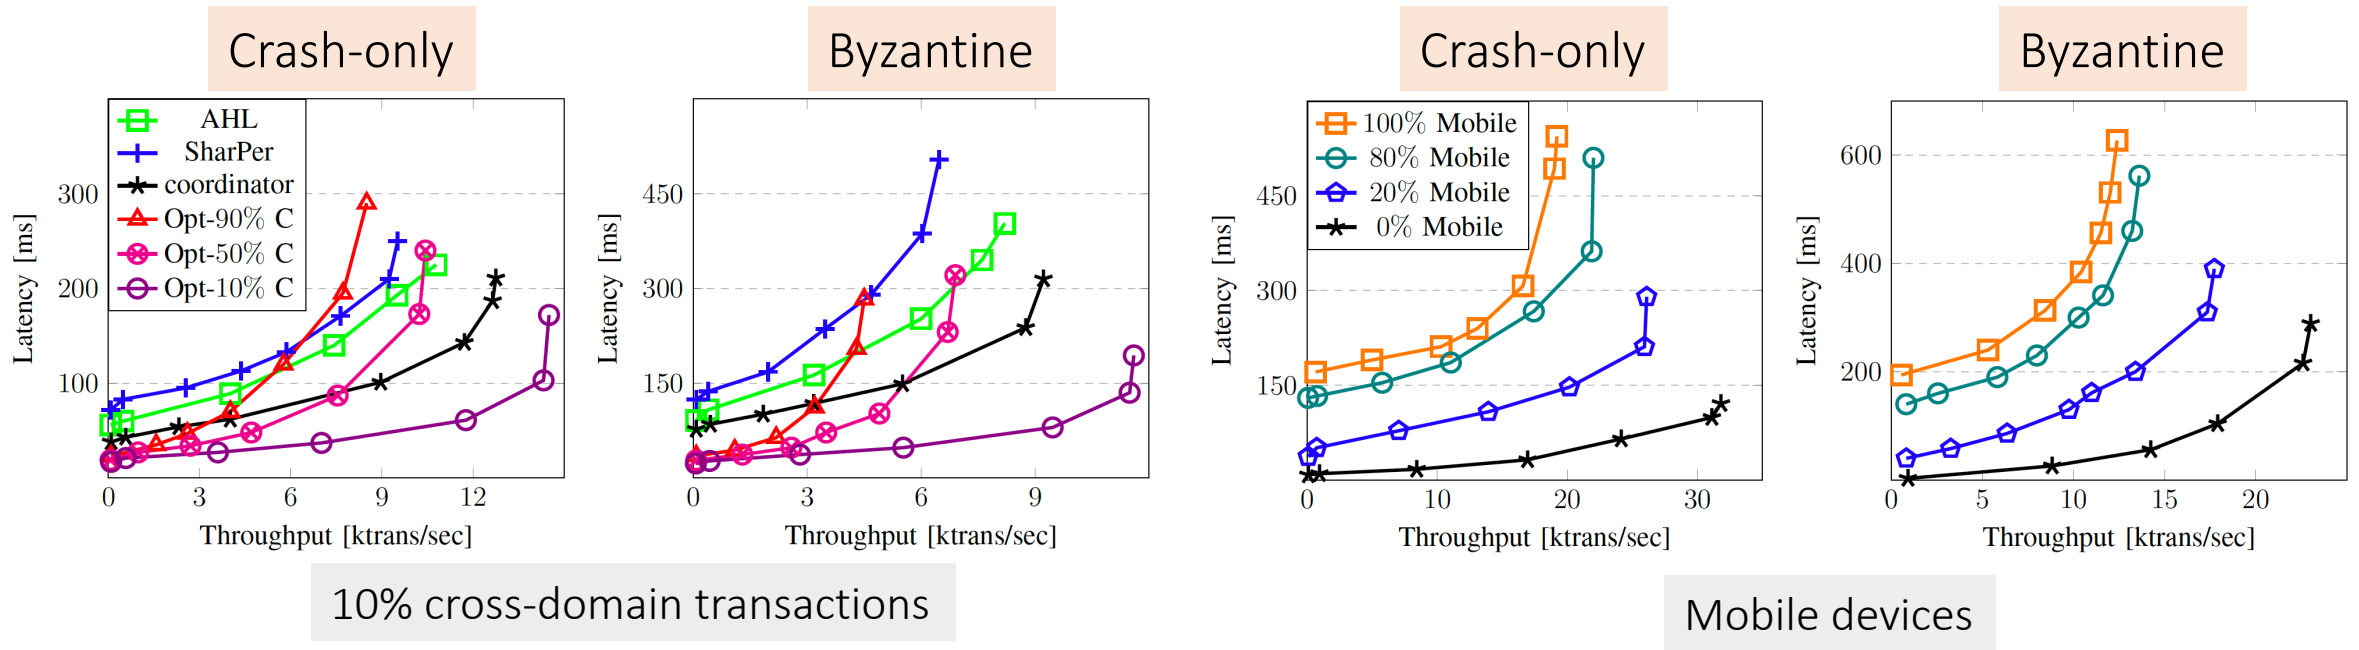 Crash-only
Byzantine
Crash-only
Byzantine
AHL
SharPer
coordinator
Opt-90% C
Opt-50% C
Opt-10% C
300
200
100
Latency [ms]
0 3 6 9 12
Throughput [ktrans/sec]
450
300
150
Latency [ms]
0 3 6 9
Throughput [ktrans/sec]
10% cross-domain transactions
100% Mobile
80% Mobile
20% Mobile
0% Mobile
450
300
150
Latency [ms]
0 10 20 30
Throughput [ktrans/sec]
600
400
200
Latency [ms]
0 5 10 15 20
Throughput [ktrans/sec]
Mobile devices